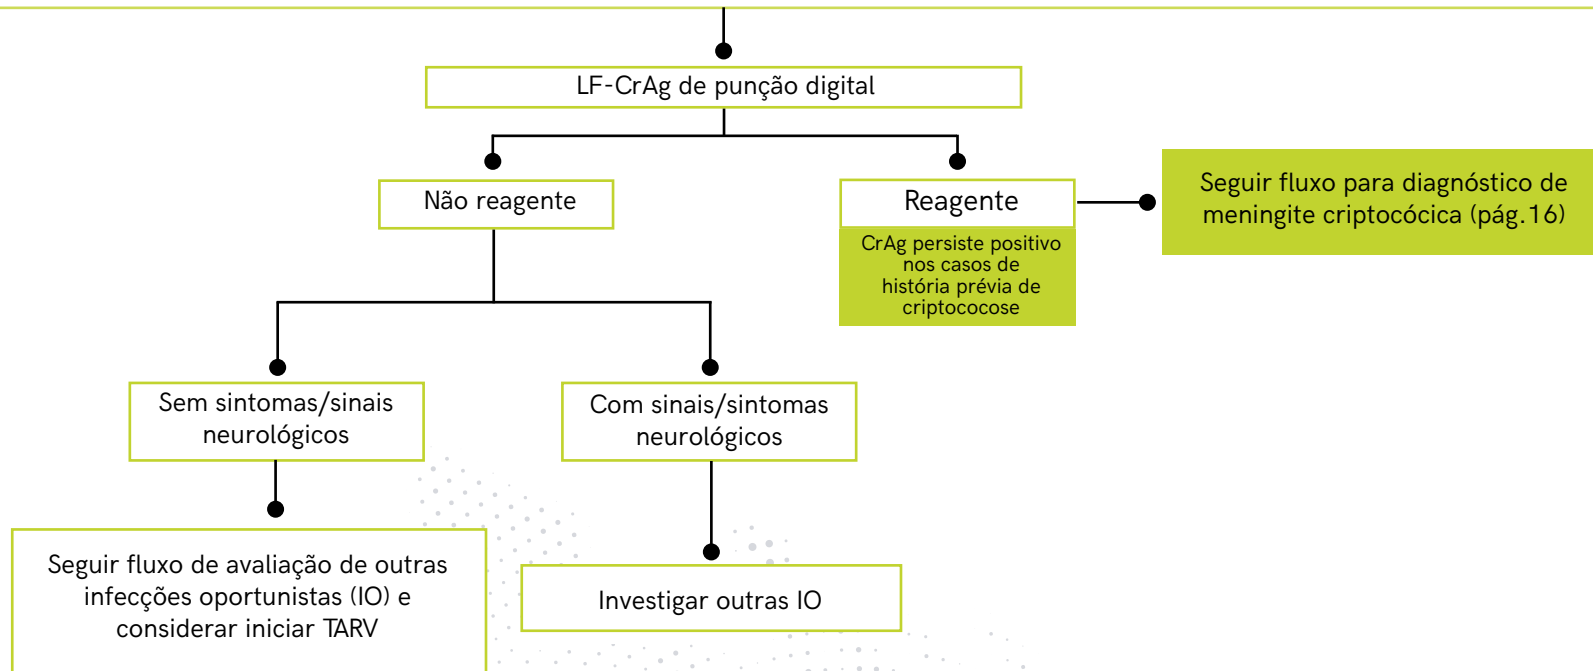 LF-CrAg de punção digital
Não reagente
Reagente
CrAg persiste positivo
nos casos de
história prévia de
criptococose
Seguir fluxo para diagnóstico de
meningite criptocócica (pág.16)
Sem sintomas/sinais
neurológicos
Com sinais/sintomas
neurológicos
Seguir fluxo de avaliação de outras
infecções oportunistas (IO) e
considerar iniciar TARV
Investigar outras IO